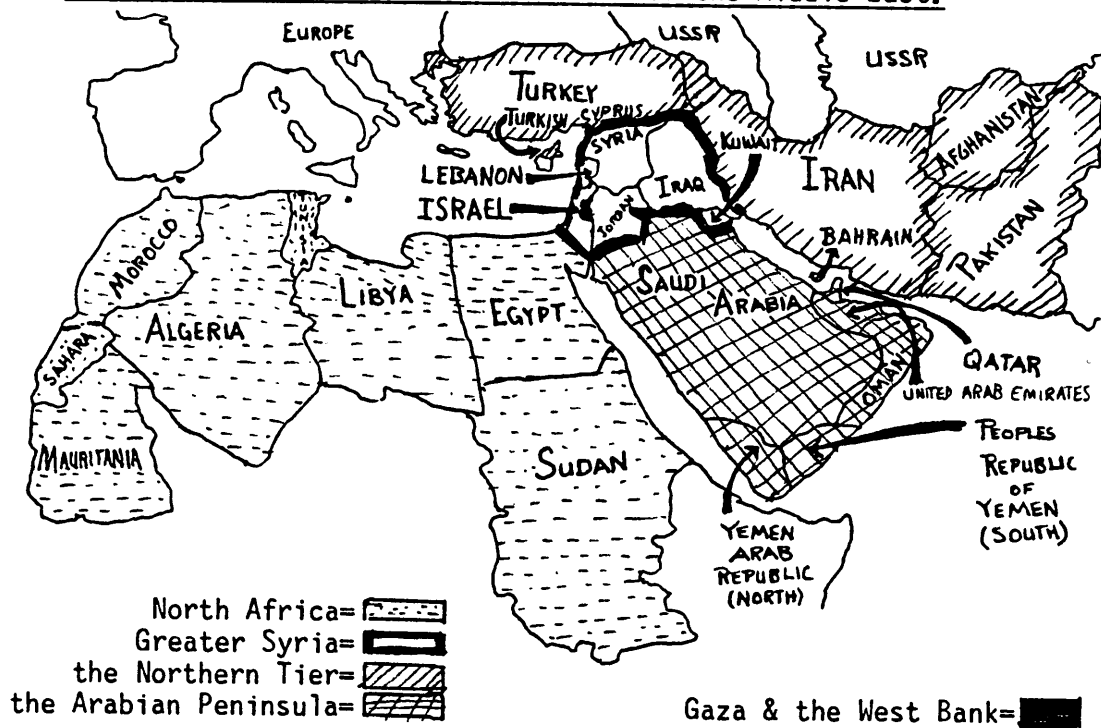 Middle East.
EUROPE
USSR
USSR
TURKEY
TURKISH CYPRUS
SYRIA
KUWAIT
AFGHANISTAN
LEBANON
IRAQ
IRAN
ISRAEL
JORDAN
PAKISTAN
TUNISIA
MOROCCO
BAHRAIN
SAUDI
ARABIA
LIBYA
EGYPT
ALGERIA
SAHARA
QATAR
OMAN
UNITED ARAB EMIRATES
MAURITANIA
SUDAN
PEOPLES
REPUBLIC
OF
YEMEN
(SOUTH)
YEMEN
ARAB
REPUBLIC
(NORTH)
North Africa=
Greater Syria=
the Northern Tier=
the Arabian Peninsula=
Gaza & the West Bank=